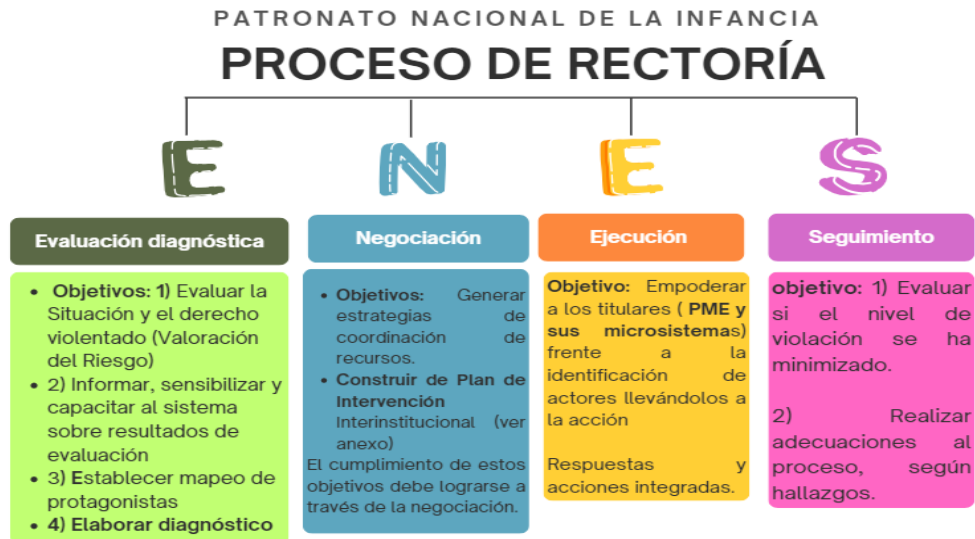 PATRONATO NACIONAL DE LA INFANCIA
PROCESO DE RECTORÍA
E
N
E
S
Evaluación diagnóstica
• Objetivos: 1) Evaluar la
Situación y el derecho
violentado (Valoración
del Riesgo)
• 2) Informar, sensibilizar y
capacitar al sistema
sobre resultados de
evaluación
• 3) Establecer mapeo de
protagonistas
• 4) Elaborar diagnóstico
Negociación
• Objetivos: Generar
estrategias de
coordinación de
recursos.
• Construir de Plan de
Intervención
Interinstitucional (ver
anexo)
El cumplimiento de estos
objetivos debe lograrse a
través de la negociación.
Ejecución
Objetivo: Empoderar
a los titulares ( PME y
sus microsistemas)
frente a la
identificación de
actores llevándolos a
la acción
Respuestas y
acciones integradas.
Seguimiento
objetivo: 1) Evaluar
si el nivel de
violación se ha
minimizado.
2) Realizar
adecuaciones al
proceso, según
hallazgos.